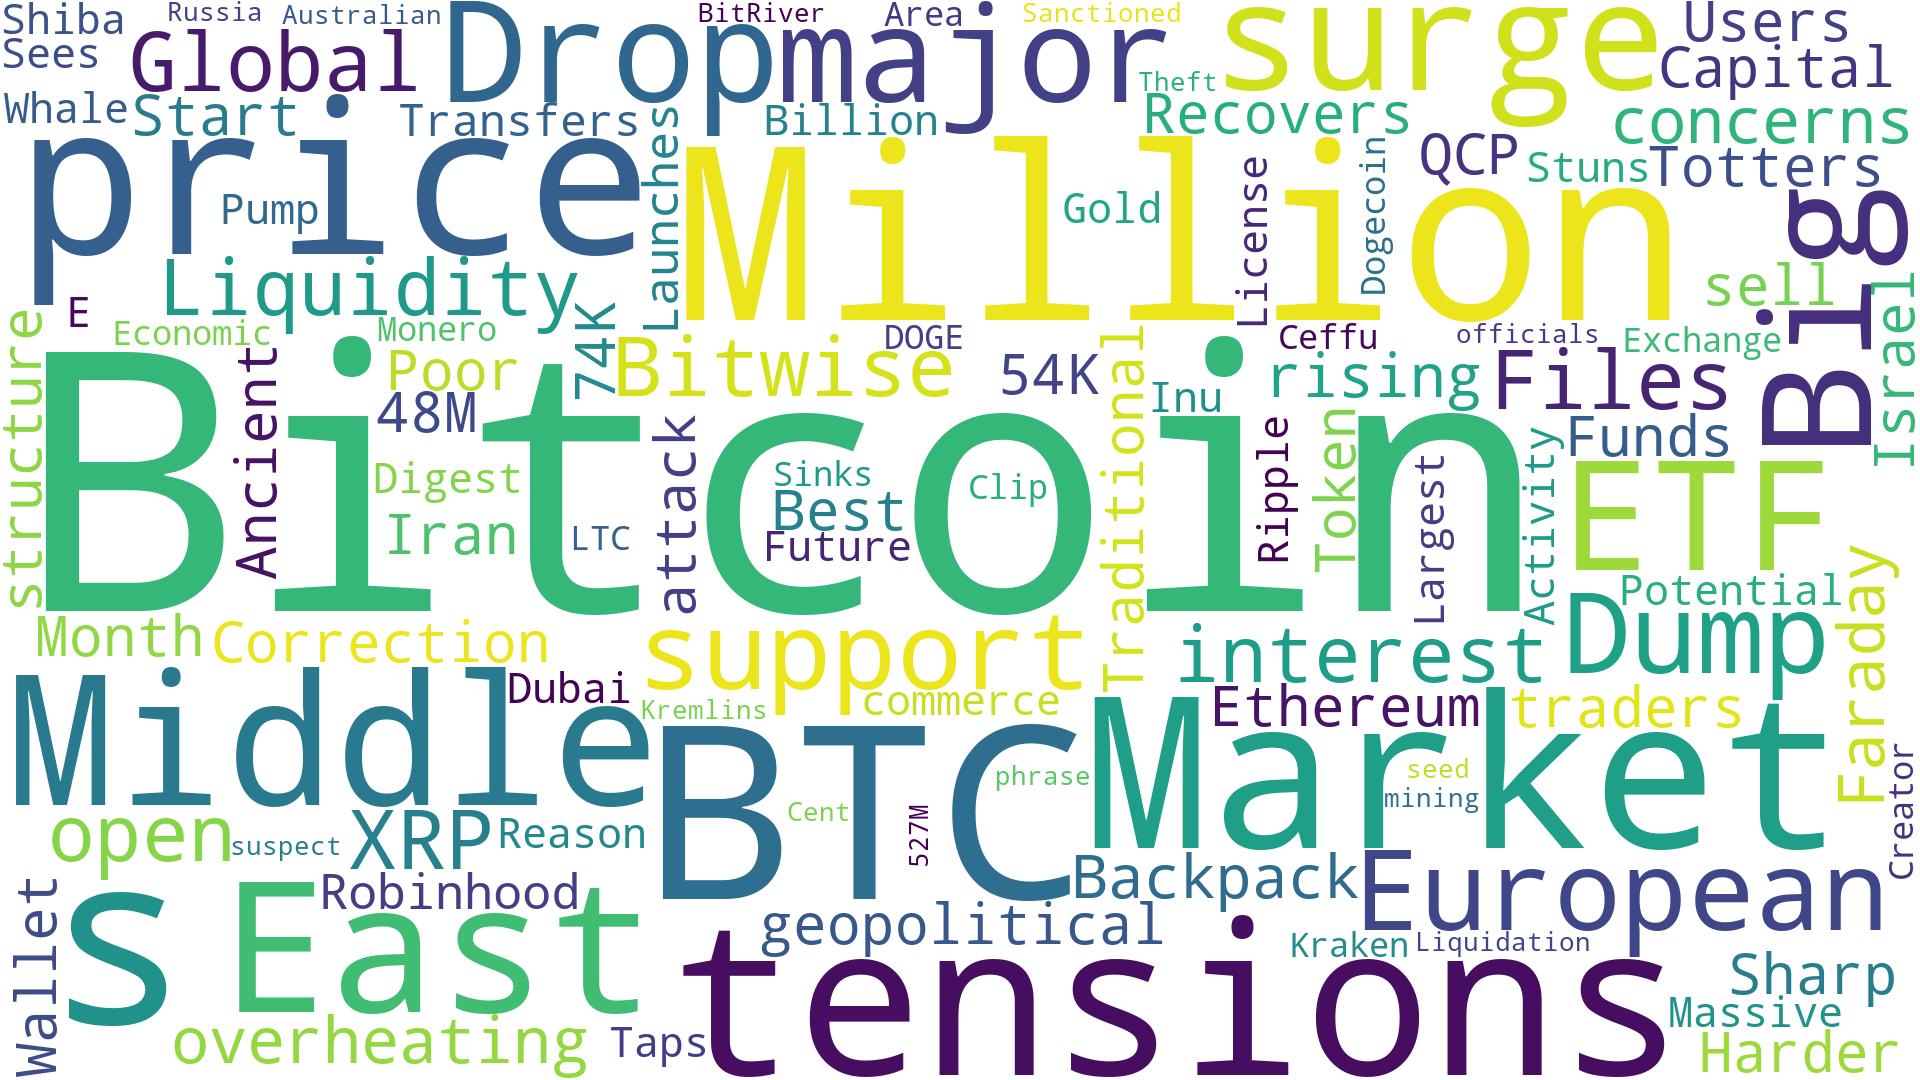 Shiba
Russia
Australian
Drop
BitRiver
Area
Sanctioned
surge
Users
Sees
Global
major
Theft
Capital
Whale
Start
Transfers
Launches
Billion
Recovers
concerns
price
Pump
Million
Gold
License
Dogecoin
QCP
Stuns
Totters
Big
Liquidity
E
Economic
Monero
74K
DOGE
Ceffu
officials
Exchange
sell
Israel
structure
Ancient
Poor
48M
Bitwise
54K
Traditional
Inu
rising
Files
Bitcoin
Digest
Iran
LTC
attack
Sinks
Best
Future
Clip
Ripple
Token
Largest
Activity
Funds
ETF
Month
Correction
support
interest
Potential
Dump
Faraday
Middle
Dubai
Kremlins
commerce
Ethereum
traders
BTC
phrase
Market
seed
mining
Creator
open
suspect
XRP
Reason
Cent
527M
Wallet
s
East
Robinhood
Backpack
European
geopolitical
Kraken
Liquidation
tensions
Sharp
Massive
overheating
Taps
Harder